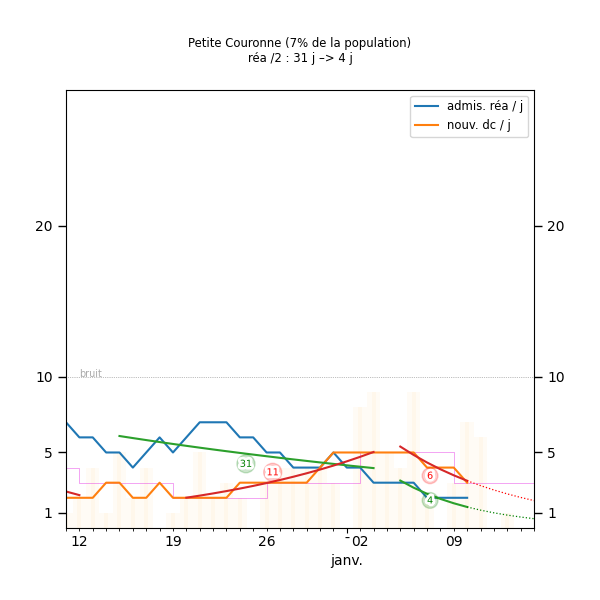 Petite Couronne (7% de la population)
réa /2 : 31 j –> 4 j
admis. réa / j
nouv. dc / j
20
20
bruit
10
10
5
5
31
11
6
4
1
1
12
19
26
02
09
janv.